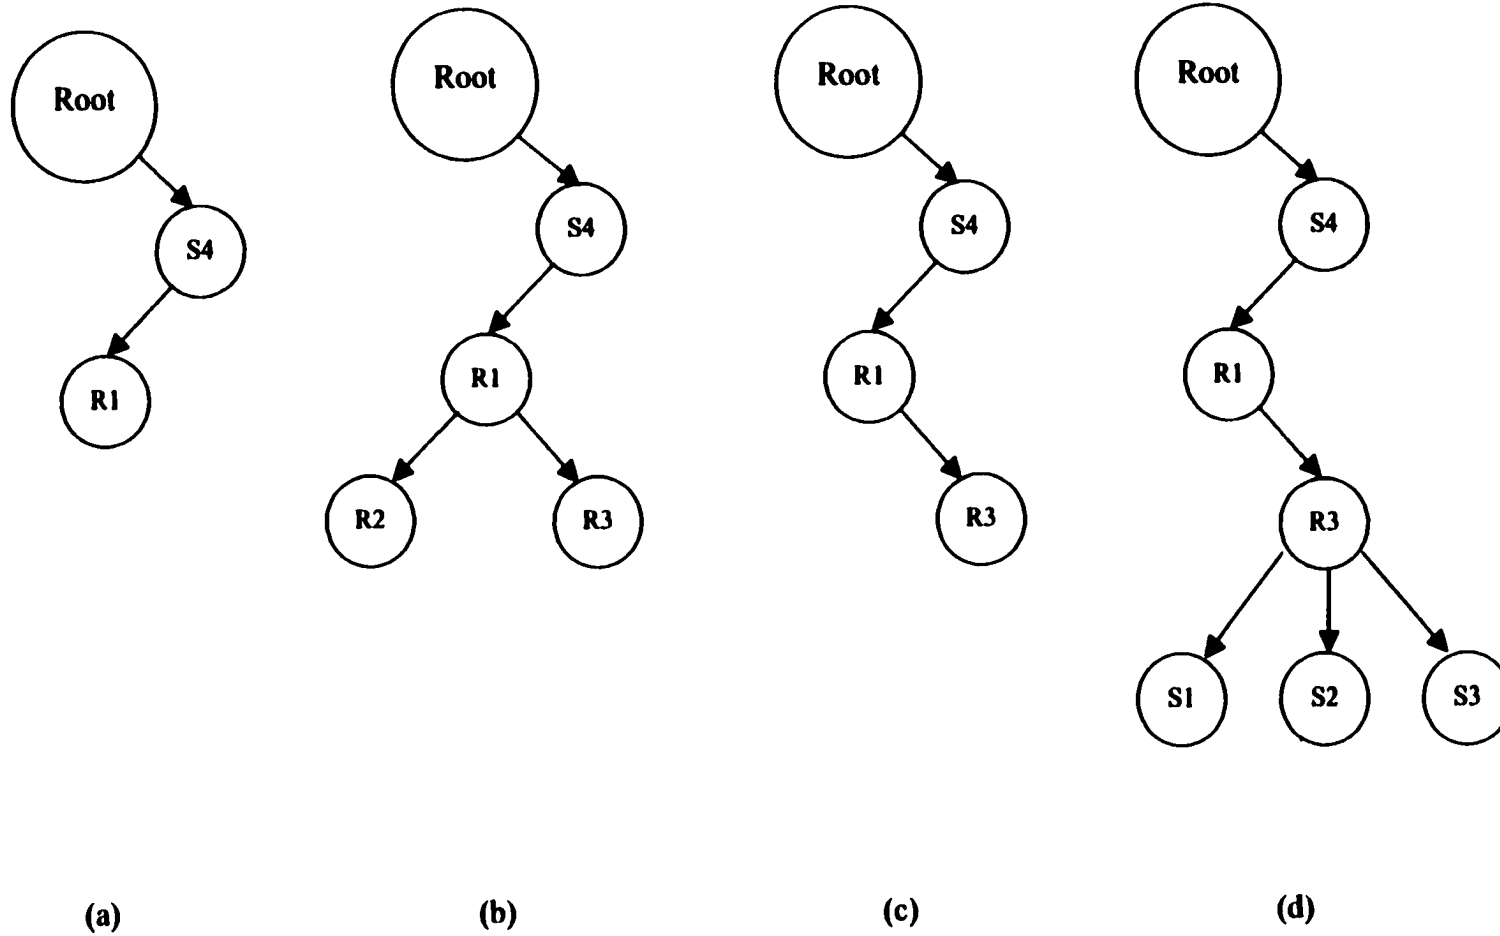 Root
S4
R1
(a)
Root
S4
R1
R2 R3
(b)
Root
S4
R1
R3
(c)
Root
S4
R1
R3
S1 S2 S3
(d)